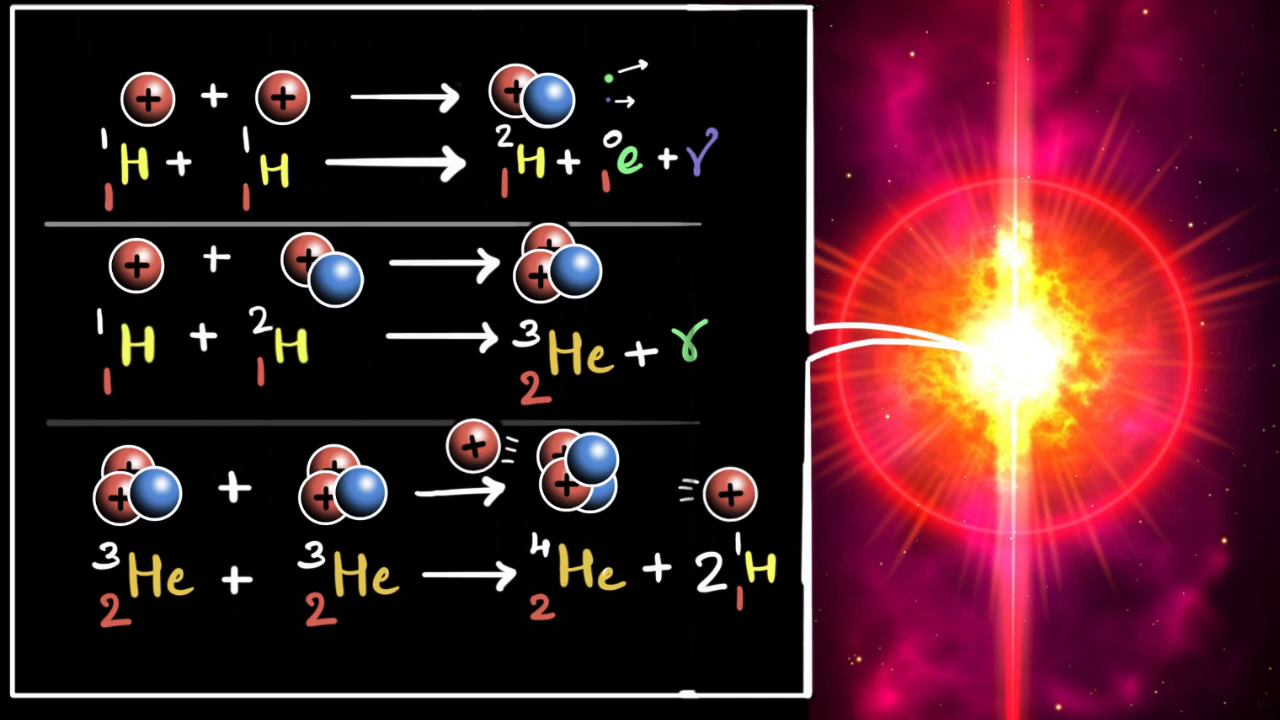 + + + → +
¹₁H + ¹₁H → ²₁H + ⁰₁e + γ
+ + + → + +
¹₁H + ²₁H → ³₂He + γ
+ + + + + + → + + +
³₂He + ³₂He → ⁴₂He + 2¹₁H